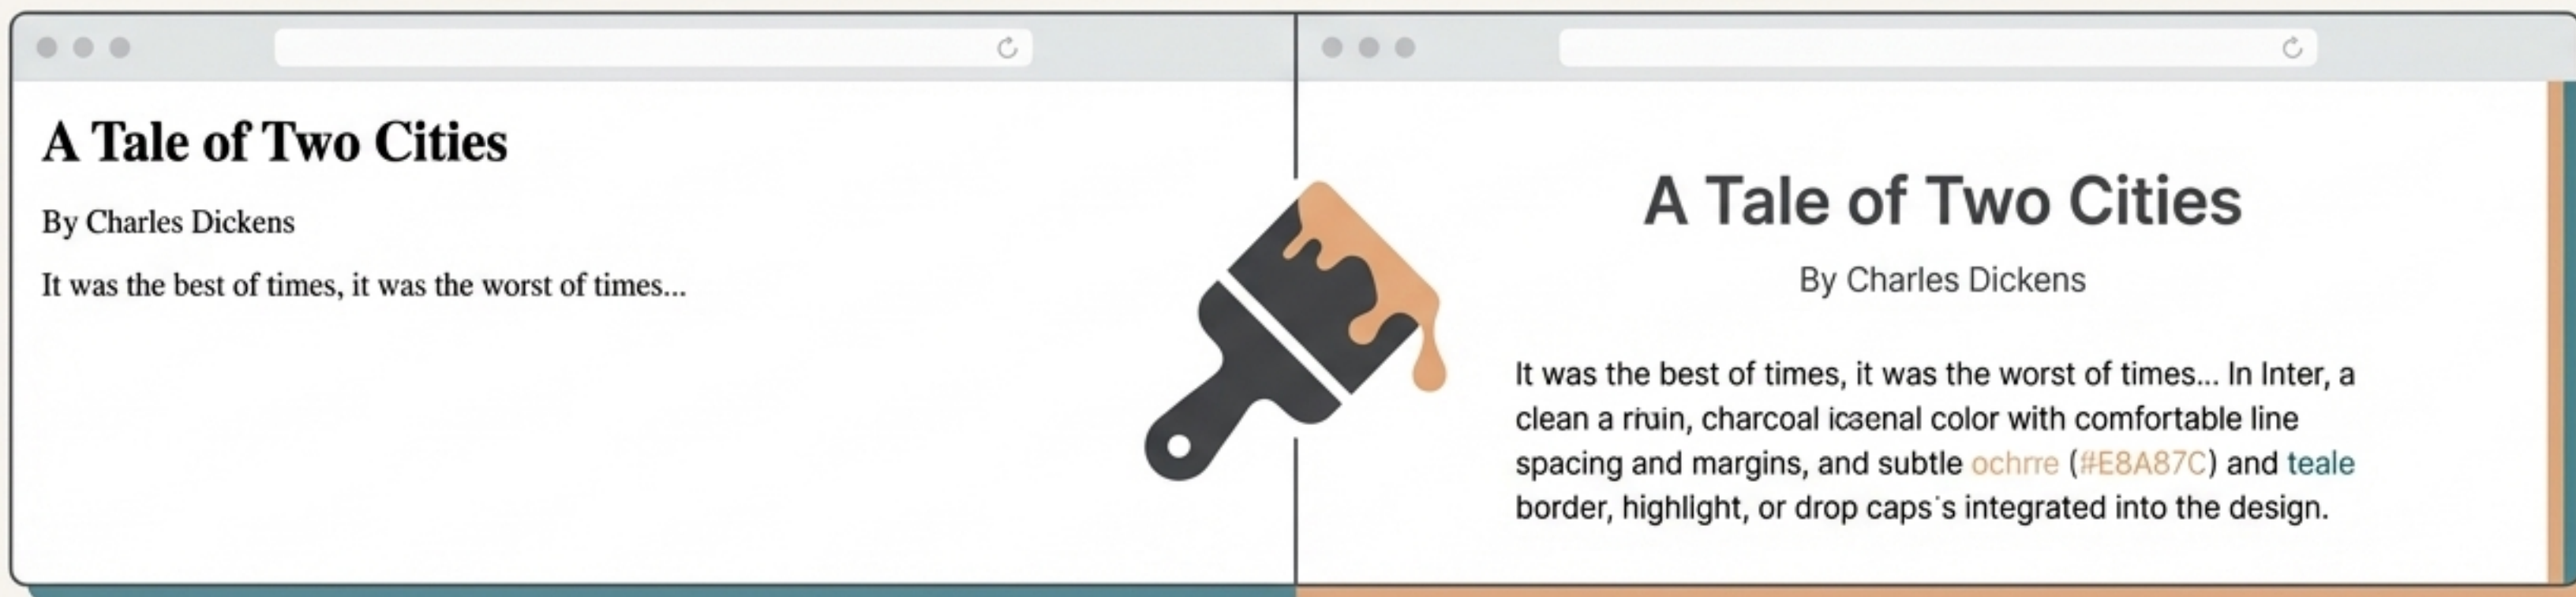 A Tale of Two Cities
By Charles Dickens
It was the best of times, it was the worst of times...
A Tale of Two Cities
By Charles Dickens
It was the best of times, it was the worst of times... In Inter, a
clean a rruin, charcoal icsenal color with comfortable line
spacing and margins, and subtle ochrre (#E8A87C) and teale
border, highlight, or drop caps's integrated into the design.